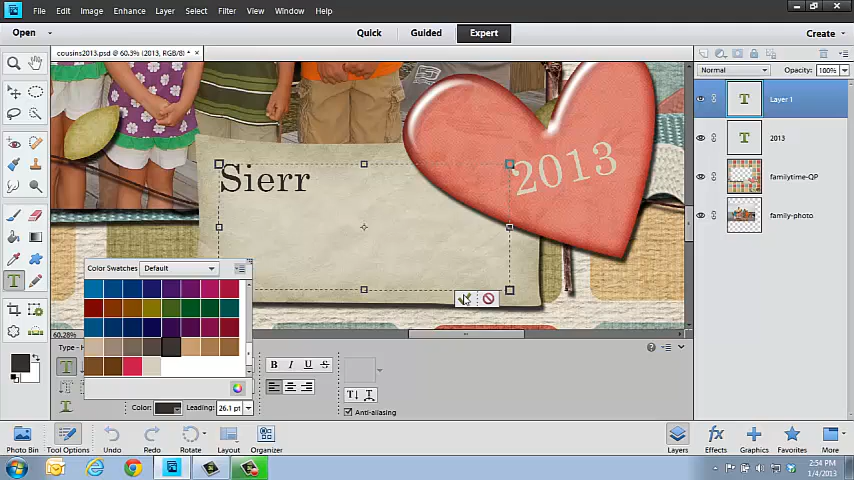 File Edit Image Enhance Layer Select Filter View Window Help
Open Quick Guided Expert Create
cousins2013.psd @ 60.3% (2013, RGB/8) * ×
Normal Opacity: 100%
Layer 1
2013
familytime-QP
family-photo
2013
Sierr
Color Swatches Default
60.28%
Type - H
B I U S
Color: Leading: 26.1 pt
Anti-aliasing
Photo Bin Tool Options Undo Redo Rotate Layout Organizer Layers Effects Graphics Favorites More
2:54 PM
1/4/2013